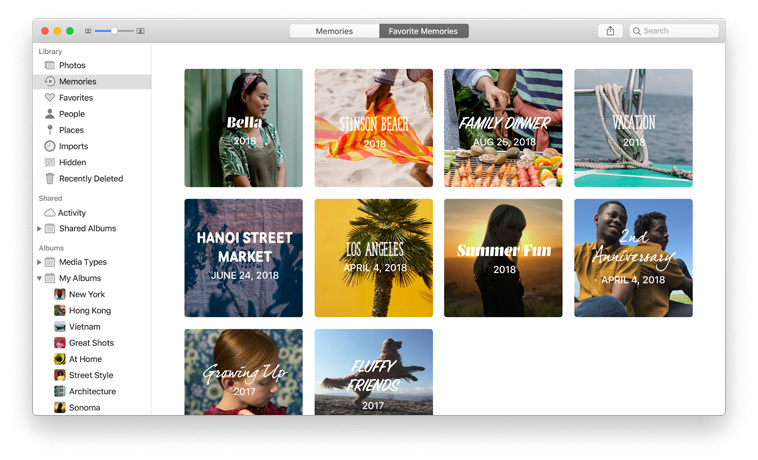 Memories
Favorite Memories
Search
Library
Photos
Memories
Favorites
People
Places
Imports
Hidden
Recently Deleted
Shared
Activity
Shared Albums
Albums
Media Types
My Albums
New York
Hong Kong
Vietnam
Great Shots
At Home
Street Style
Architecture
Sonoma
Bella
2018
STINSON BEACH
2018
FAMILY DINNER
AUG 25, 2018
VACATION
2018
HANOI STREET
MARKET
JUNE 24, 2018
LOS ANGELES
APRIL 4, 2018
Summer Fun
2018
2nd
Anniversary
APRIL 4, 2018
Growing Up
2017
FLUFFY
FRIENDS
2017